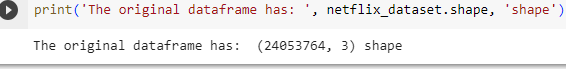 print('The original dataframe has: ', netflix_dataset.shape, 'shape')
The original dataframe has:  (24053764, 3) shape